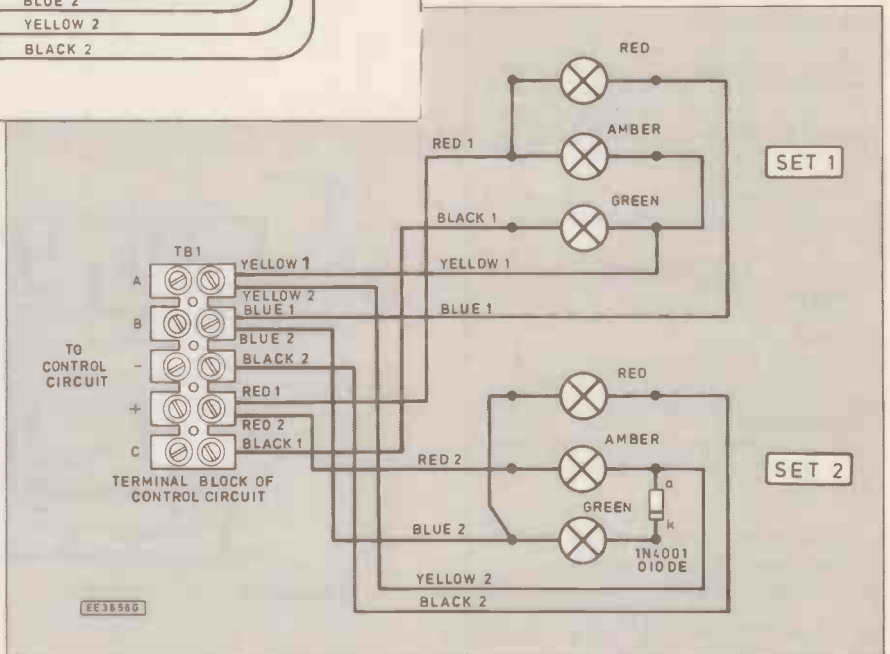 BLUE 2
YELLOW 2
BLACK 2
RED
AMBER
RED 1
SET 1
GREEN
BLACK 1
TB1
YELLOW 1
YELLOW 1
A
YELLOW 2
BLUE 1
BLUE 1
B
BLUE 2
TO
CONTROL
CIRCUIT
-
BLACK 2
RED 1
+
RED 2
C
BLACK 1
TERMINAL BLOCK OF
CONTROL CIRCUIT
RED
AMBER
RED 2
SET 2
a
GREEN
k
BLUE 2
1N4001
DIODE
YELLOW 2
BLACK 2
EE3856G